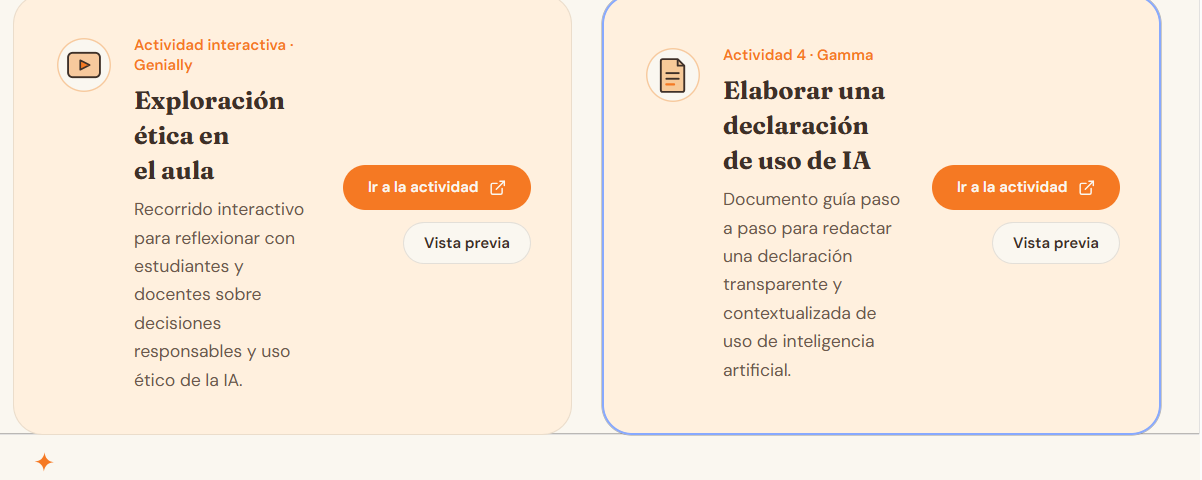 Actividad interactiva ·
Genially
Exploración
ética en
el aula
Recorrido interactivo
para reflexionar con
estudiantes y
docentes sobre
decisiones
responsables y uso
ético de la IA.
Ir a la actividad
Vista previa
Actividad 4 · Gamma
Elaborar una
declaración
de uso de IA
Documento guía paso
a paso para redactar
una declaración
transparente y
contextualizada de
uso de inteligencia
artificial.
Ir a la actividad
Vista previa